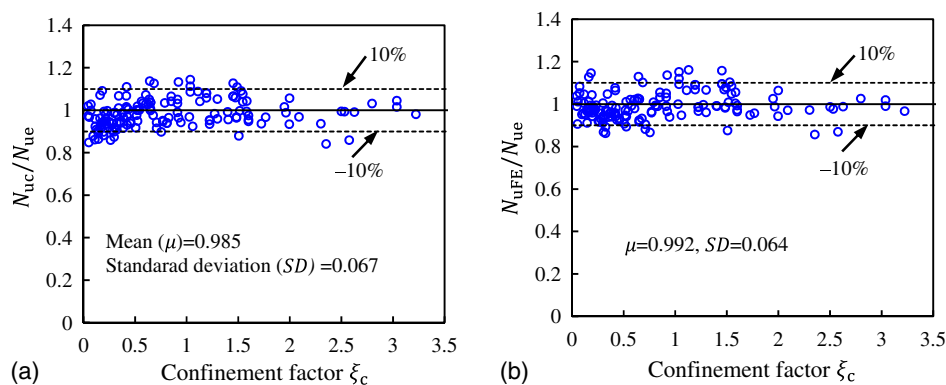 1.4
1.2
1
0.8
0.6
0.4
0.2
0
N_uc/N_ue
10%
–10%
Mean (μ)=0.985
Standarad deviation (SD) =0.067
0 0.5 1 1.5 2 2.5 3 3.5
(a) Confinement factor ξ_c
1.4
1.2
1
0.8
0.6
0.4
0.2
0
N_uFE/N_ue
10%
–10%
μ=0.992, SD=0.064
0 0.5 1 1.5 2 2.5 3 3.5
(b) Confinement factor ξ_c